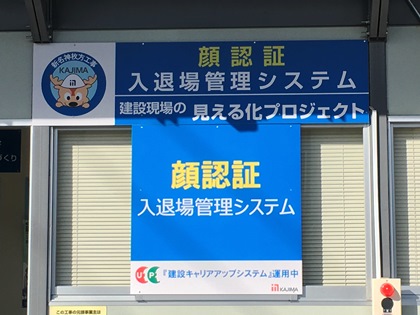 新名神枚方工事
KAJIMA
顔認証
入退場管理システム
建設現場の見える化プロジェクト
づくり
顔認証
入退場管理システム
『建設キャリアアップシステム』運用中
KAJIMA